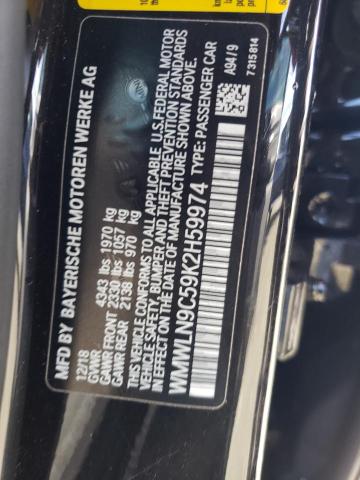 MFD BY BAYERISCHE MOTOREN WERKE AG
12/18
GVWR 4343 lbs 1970 kg
GAWR FRONT 2330 lbs 1057 kg
GAWR REAR 2138 lbs 970 kg
THIS VEHICLE CONFORMS TO ALL APPLICABLE U.S. FEDERAL MOTOR
VEHICLE SAFETY, BUMPER AND THEFT PREVENTION STANDARDS
IN EFFECT ON THE DATE OF MANUFACTURE SHOWN ABOVE.
WMWLN9C59K2H59974 TYPE: PASSENGER CAR
A94/9
7315814